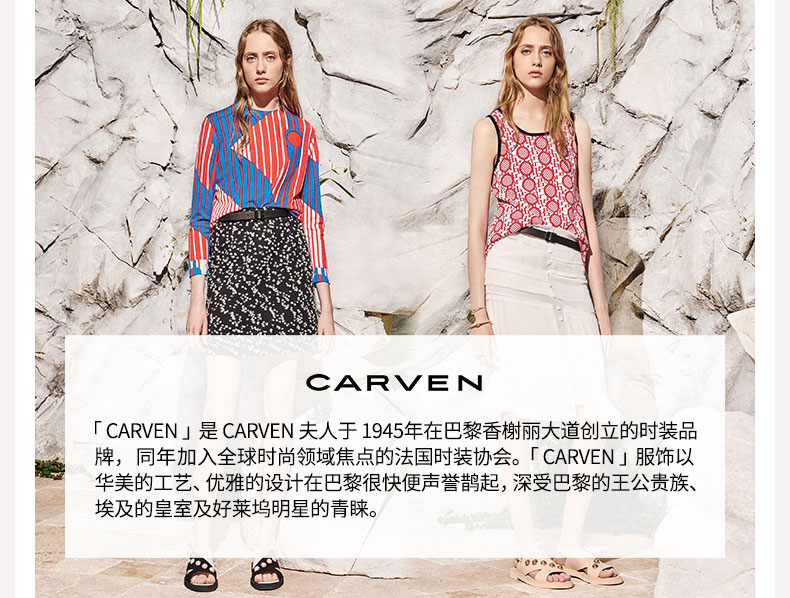 CARVEN
「 CARVEN 」是 CARVEN 夫人于 1945年在巴黎香榭丽大道创立的时装品
牌， 同年加入全球时尚领域焦点的法国时装协会。「 CARVEN 」服饰以
华美的工艺、优雅的设计在巴黎很快便声誉鹊起，深受巴黎的王公贵族、
埃及的皇室及好莱坞明星的青睐。